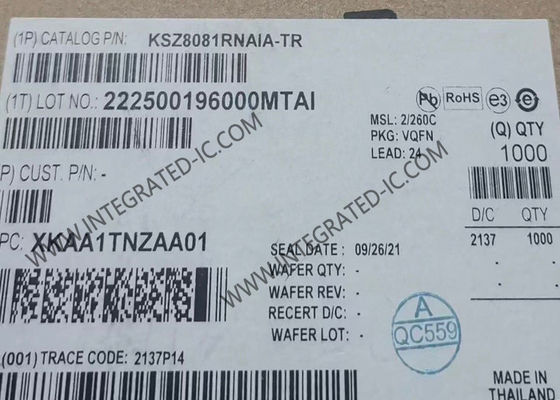 (1P) CATALOG P/N: KSZ8081RNAIA-TR
(1T) LOT NO.: 222500196000MTAI
Pb RoHS e3 e
MSL: 2/260C
PKG: VQFN
LEAD: 24
(Q) QTY
1000
P) CUST. P/N: -
D/C QTY
2137 1000
- -
- -
PC: XKAA1TNZAA01
SEAL DATE: 09/26/21
WAFER QTY: -
WAFER REV: -
RECERT D/C: -
WAFER LOT: -
A
QC559
(001) TRACE CODE: 2137P14
MADE IN
THAILAND
WWW.INTEGRATED-IC.COM
WWW.INTEGRATED-IC.COM